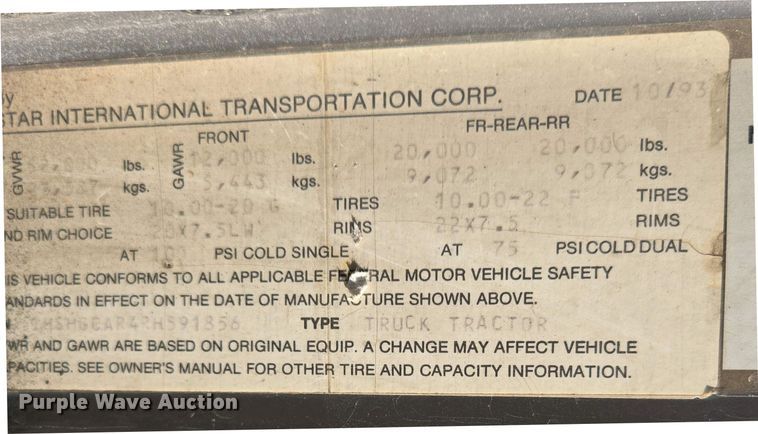 y
STAR INTERNATIONAL TRANSPORTATION CORP. DATE 10/93
FRONT FR-REAR-RR
GVWR lbs. GAWR 12,000 lbs. 20,000 20,000 lbs.
kgs. 5,443 kgs. 9,072 9,072 kgs.
SUITABLE TIRE 10.00-20 G TIRES 10.00-22 F TIRES
ND RIM CHOICE RIMS 22X7.5 RIMS
AT PSI COLD SINGLE AT 75 PSI COLD DUAL
IS VEHICLE CONFORMS TO ALL APPLICABLE FEDERAL MOTOR VEHICLE SAFETY
ANDARDS IN EFFECT ON THE DATE OF MANUFACTURE SHOWN ABOVE.
TYPE TRUCK TRACTOR
WR AND GAWR ARE BASED ON ORIGINAL EQUIP. A CHANGE MAY AFFECT VEHICLE
PACITIES. SEE OWNER'S MANUAL FOR OTHER TIRE AND CAPACITY INFORMATION.
Purple Wave Auction